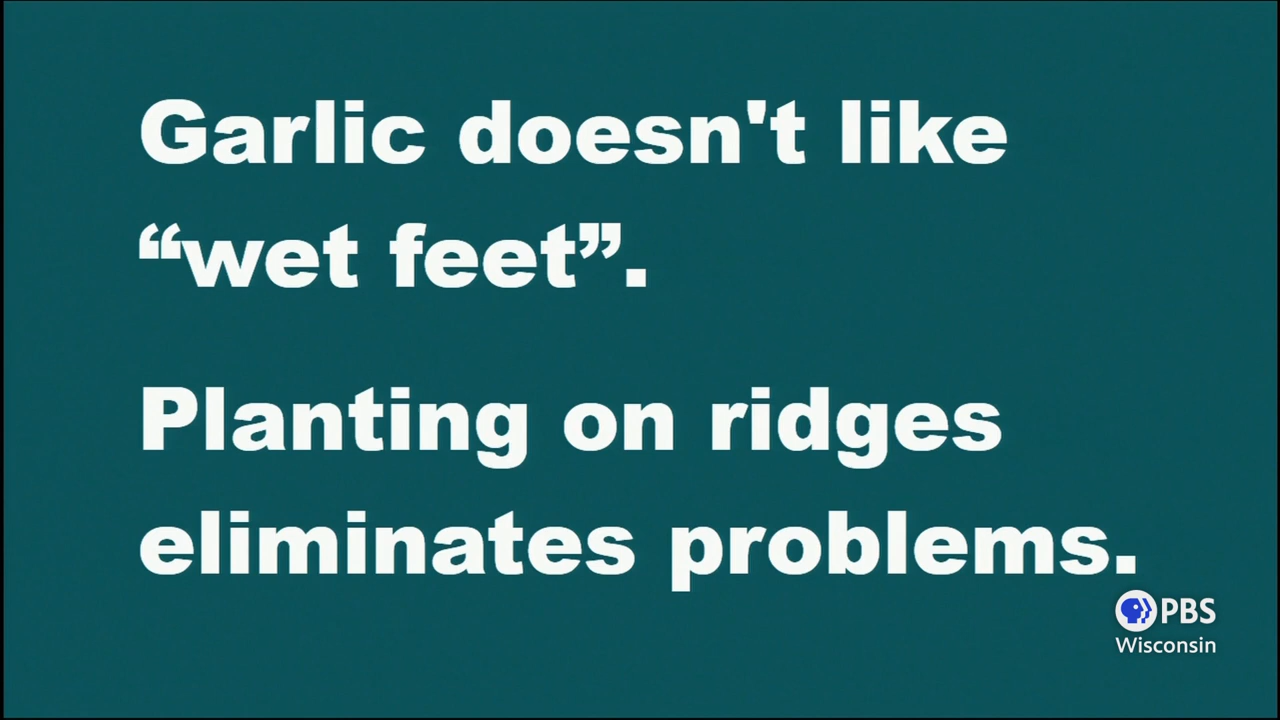 Garlic doesn't like
“wet feet”.
Planting on ridges
eliminates problems.
PBS
Wisconsin